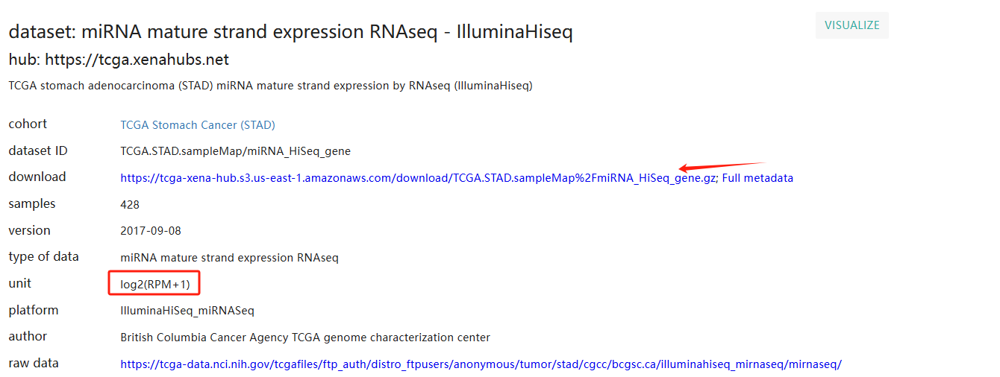 VISUALIZE
dataset: miRNA mature strand expression RNAseq - IlluminaHiseq
hub: https://tcga.xenahubs.net
TCGA stomach adenocarcinoma (STAD) miRNA mature strand expression by RNAseq (IlluminaHiseq)
cohort TCGA Stomach Cancer (STAD)
dataset ID TCGA.STAD.sampleMap/miRNA_HiSeq_gene
download https://tcga-xena-hub.s3.us-east-1.amazonaws.com/download/TCGA.STAD.sampleMap%2FmiRNA_HiSeq_gene.gz; Full metadata
samples 428
version 2017-09-08
type of data miRNA mature strand expression RNAseq
unit log2(RPM+1)
platform IlluminaHiSeq_miRNASeq
author British Columbia Cancer Agency TCGA genome characterization center
raw data https://tcga-data.nci.nih.gov/tcgafiles/ftp_auth/distro_ftpusers/anonymous/tumor/stad/cgcc/bcgsc.ca/illuminahiseq_mirnaseq/mirnaseq/